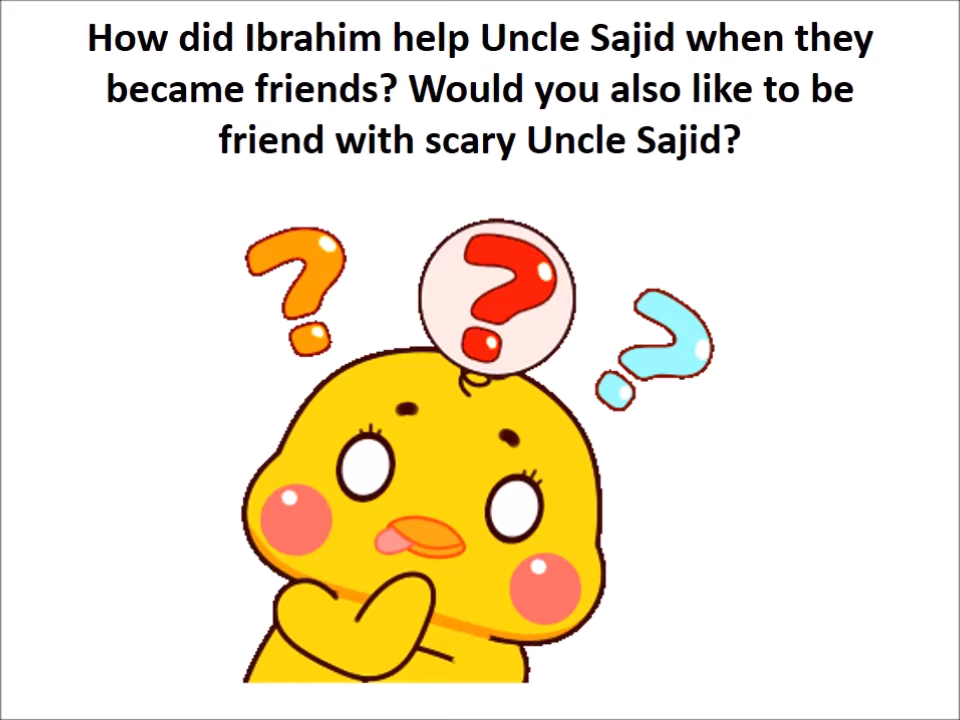 How did Ibrahim help Uncle Sajid when they
became friends? Would you also like to be
friend with scary Uncle Sajid?
? ? ?